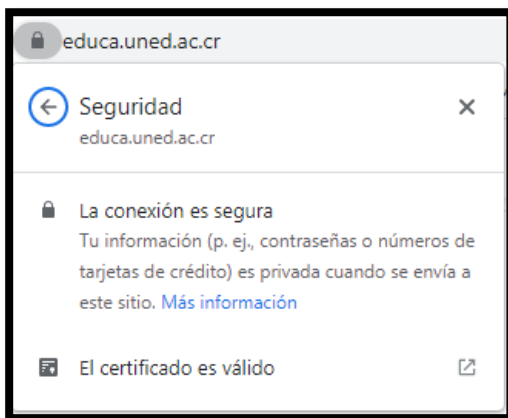 educa.uned.ac.cr
Seguridad
educa.uned.ac.cr
La conexión es segura
Tu información (p. ej., contraseñas o números de
tarjetas de crédito) es privada cuando se envía a
este sitio. Más información
El certificado es válido